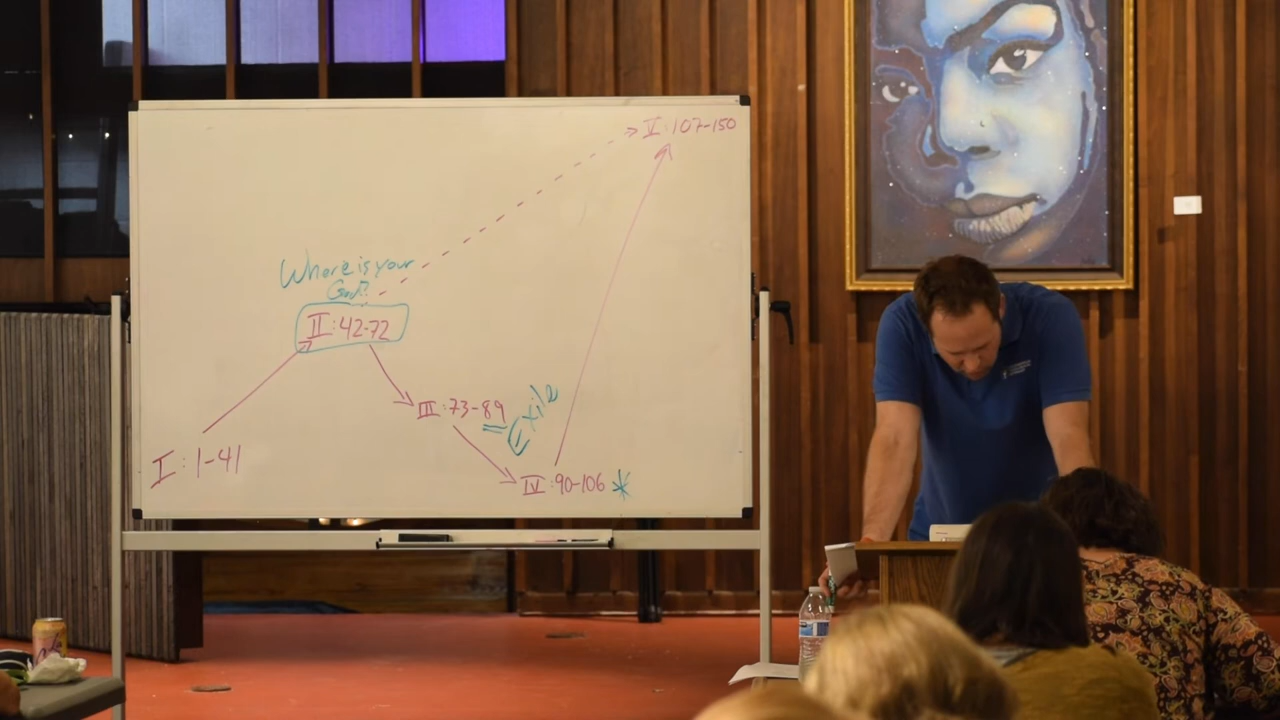 V: 107-150
Where is your
God?
II: 42-72
III: 73-89
Exile
I: 1-41
IV: 90-106 *